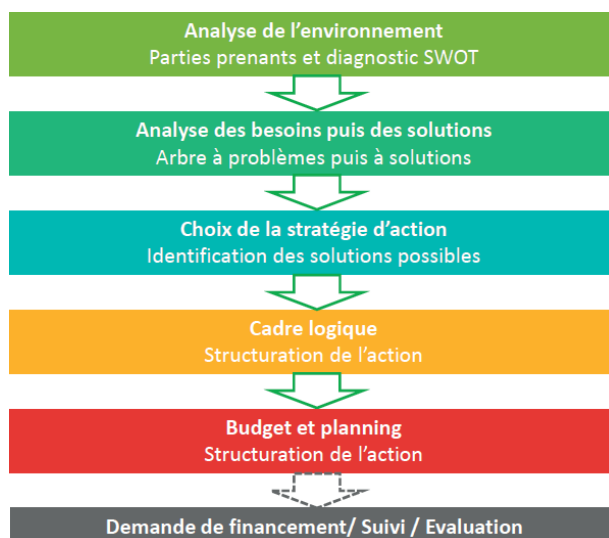 Analyse de l'environnement
Parties prenants et diagnostic SWOT
Analyse des besoins puis des solutions
Arbre à problèmes puis à solutions
Choix de la stratégie d'action
Identification des solutions possibles
Cadre logique
Structuration de l'action
Budget et planning
Structuration de l'action
Demande de financement/ Suivi / Evaluation